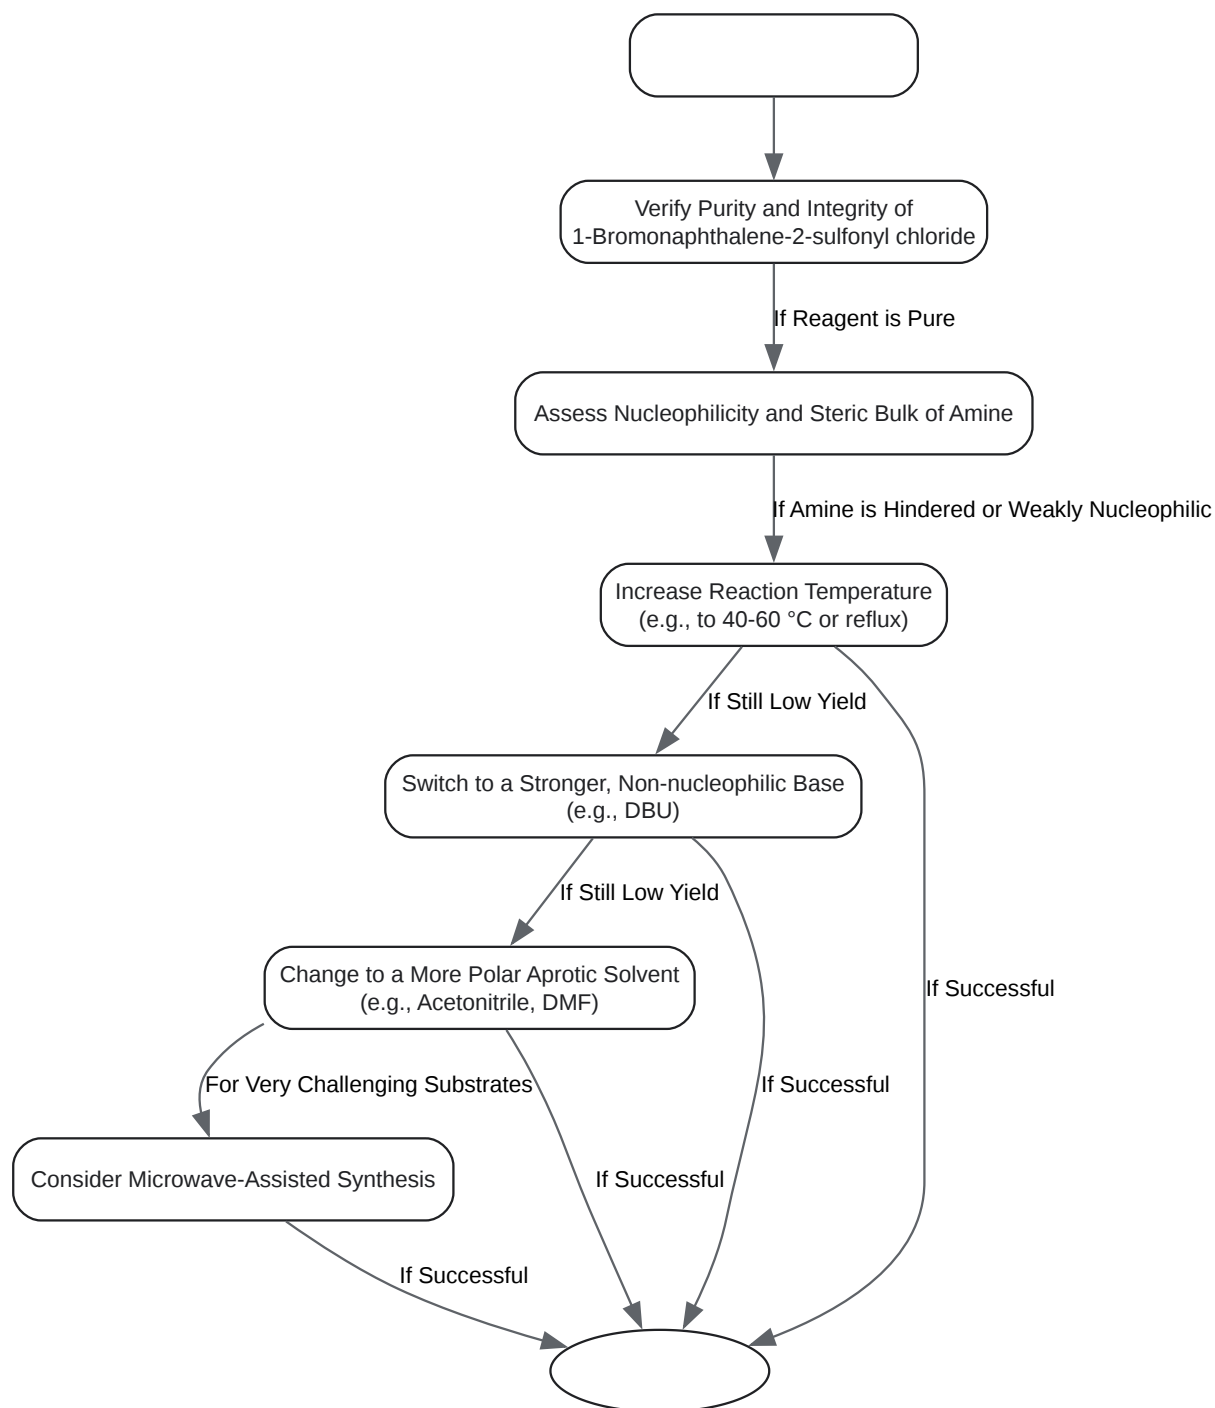 Verify Purity and Integrity of
1-Bromonaphthalene-2-sulfonyl chloride
If Reagent is Pure
Assess Nucleophilicity and Steric Bulk of Amine
If Amine is Hindered or Weakly Nucleophilic
Increase Reaction Temperature
(e.g., to 40-60 °C or reflux)
If Still Low Yield
Switch to a Stronger, Non-nucleophilic Base
(e.g., DBU)
If Still Low Yield
Change to a More Polar Aprotic Solvent
(e.g., Acetonitrile, DMF)
If Successful
For Very Challenging Substrates
If Successful
Consider Microwave-Assisted Synthesis
If Successful
If Successful